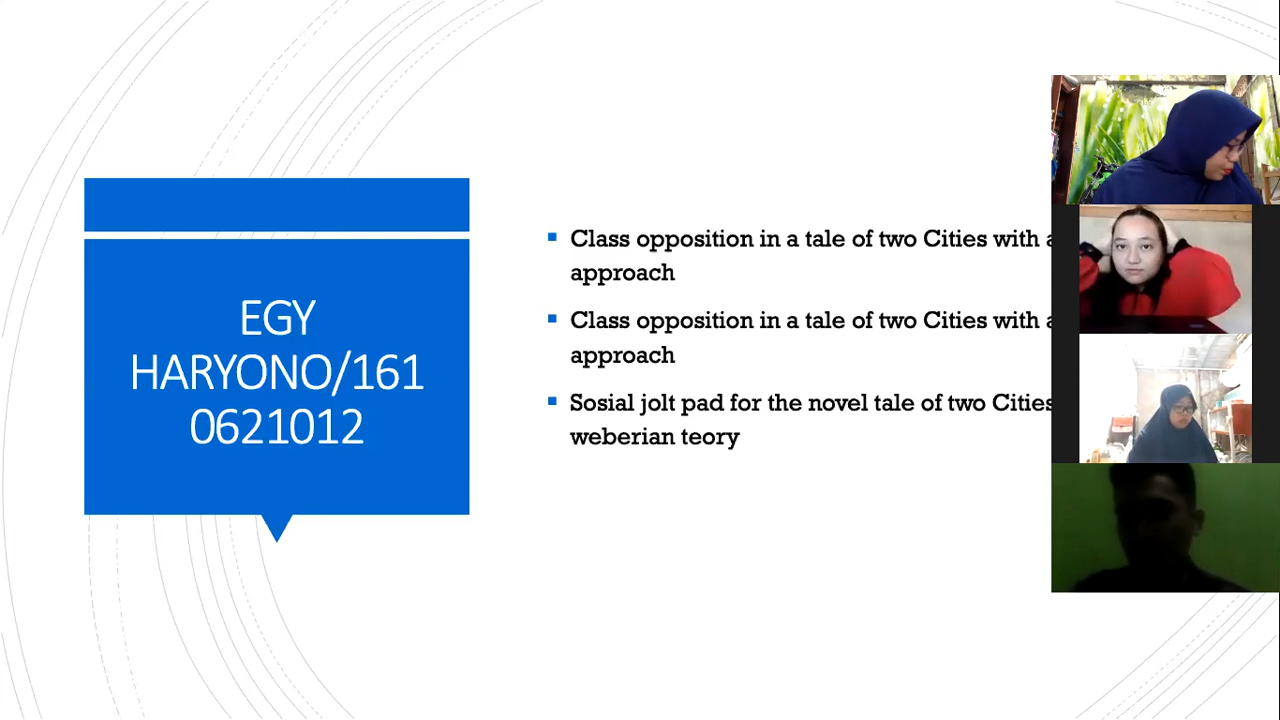 EGY
HARYONO/161
0621012
Class opposition in a tale of two Cities with
approach
Class opposition in a tale of two Cities with
approach
Sosial jolt pad for the novel tale of two Cities
weberian teory